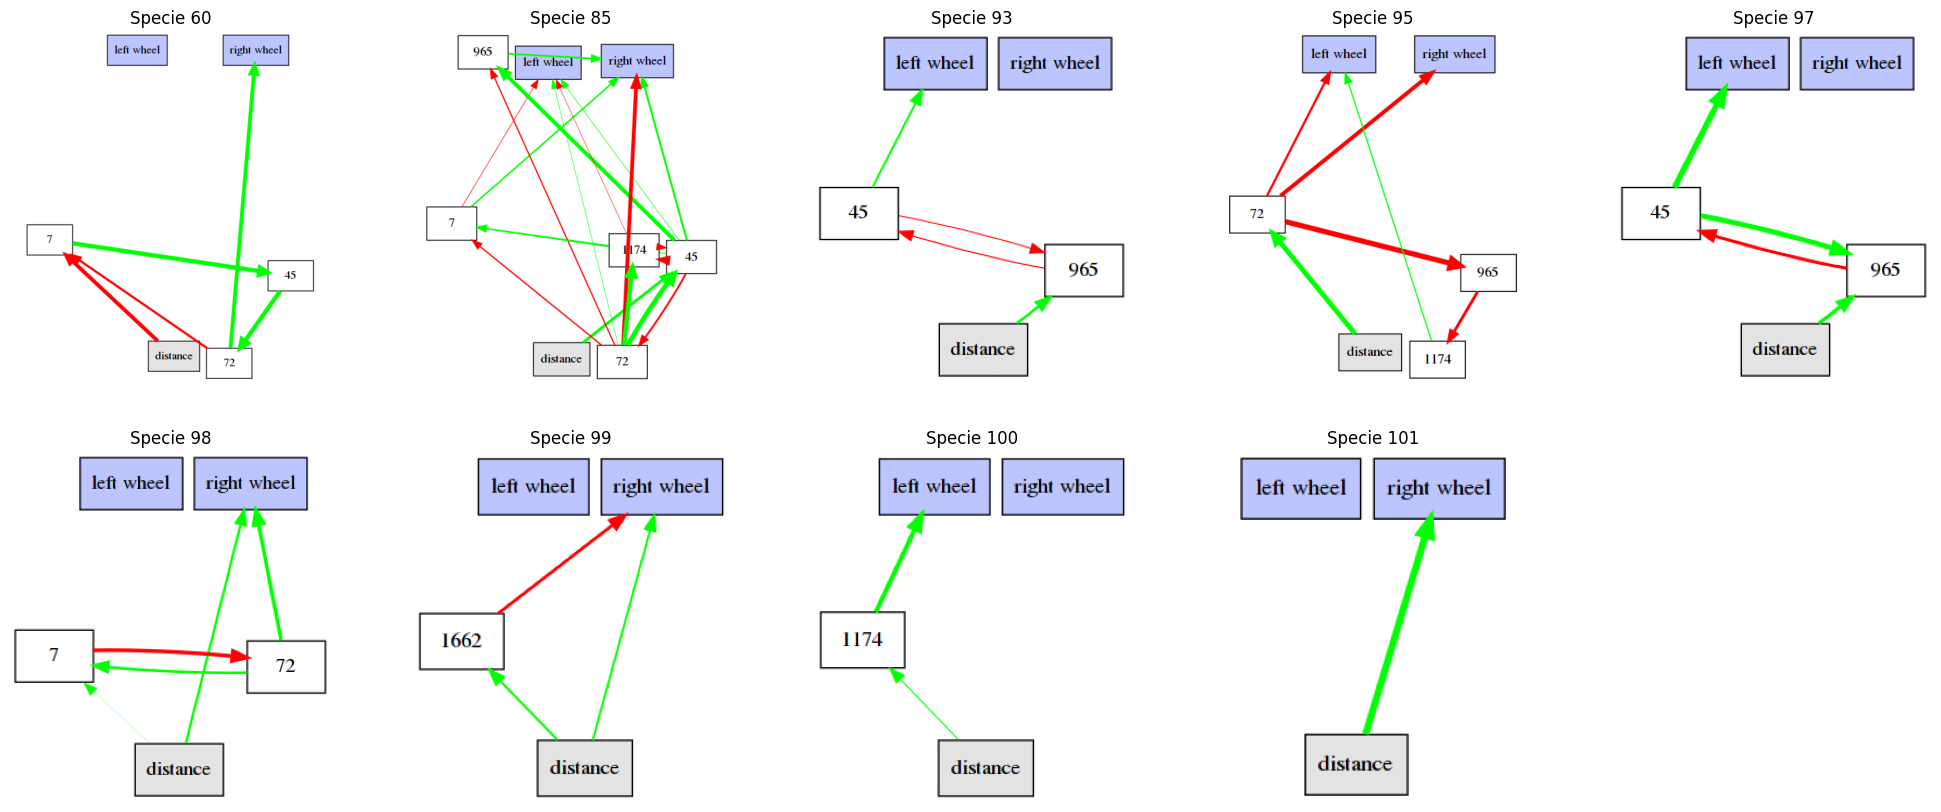 Specie 60
left wheel
right wheel
7
45
distance
72
Specie 85
965
left wheel
right wheel
7
1174
45
distance
72
Specie 93
left wheel
right wheel
45
965
distance
Specie 95
left wheel
right wheel
72
965
distance
1174
Specie 97
left wheel
right wheel
45
965
distance
Specie 98
left wheel
right wheel
7
72
distance
Specie 99
left wheel
right wheel
1662
distance
Specie 100
left wheel
right wheel
1174
distance
Specie 101
left wheel
right wheel
distance